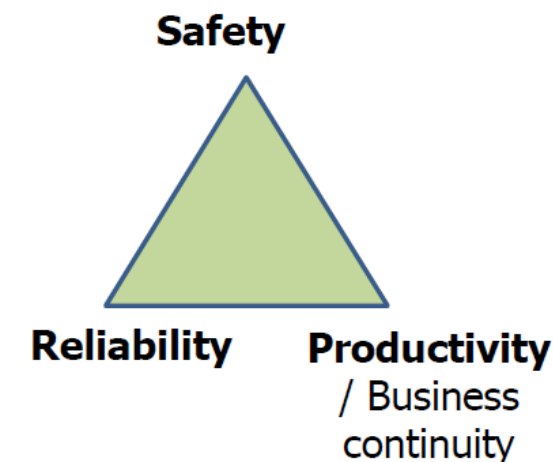 Safety
Reliability
Productivity
/ Business
continuity